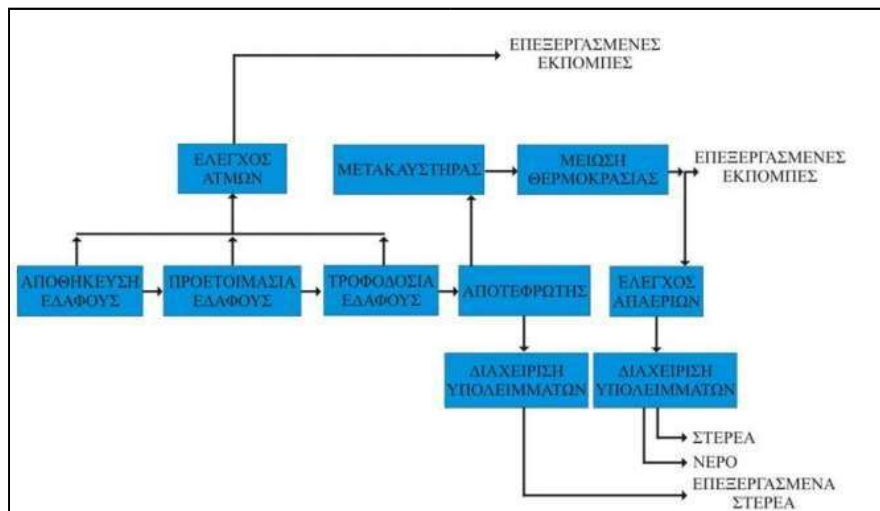 ΕΠΕΞΕΡΓΑΣΜΕΝΕΣ
ΕΚΠΟΜΠΕΣ
ΕΛΕΓΧΟΣ
ΑΤΜΩΝ
ΜΕΤΑΚΑΥΣΤΗΡΑΣ
ΜΕΙΩΣΗ
ΘΕΡΜΟΚΡΑΣΙΑΣ
ΕΠΕΞΕΡΓΑΣΜΕΝΕΣ
ΕΚΠΟΜΠΕΣ
ΑΠΟΘΗΚΕΥΣΗ
ΕΔΑΦΟΥΣ
ΠΡΟΕΤΟΙΜΑΣΙΑ
ΕΔΑΦΟΥΣ
ΤΡΟΦΟΔΟΣΙΑ
ΕΔΑΦΟΥΣ
ΑΠΟΤΕΦΡΩΤΗΣ
ΕΛΕΓΧΟΣ
ΑΠΑΕΡΙΩΝ
ΔΙΑΧΕΙΡΙΣΗ
ΥΠΟΛΕΙΜΜΑΤΩΝ
ΔΙΑΧΕΙΡΙΣΗ
ΥΠΟΛΕΙΜΜΑΤΩΝ
ΣΤΕΡΕΑ
ΝΕΡΟ
ΕΠΕΞΕΡΓΑΣΜΕΝΑ
ΣΤΕΡΕΑ